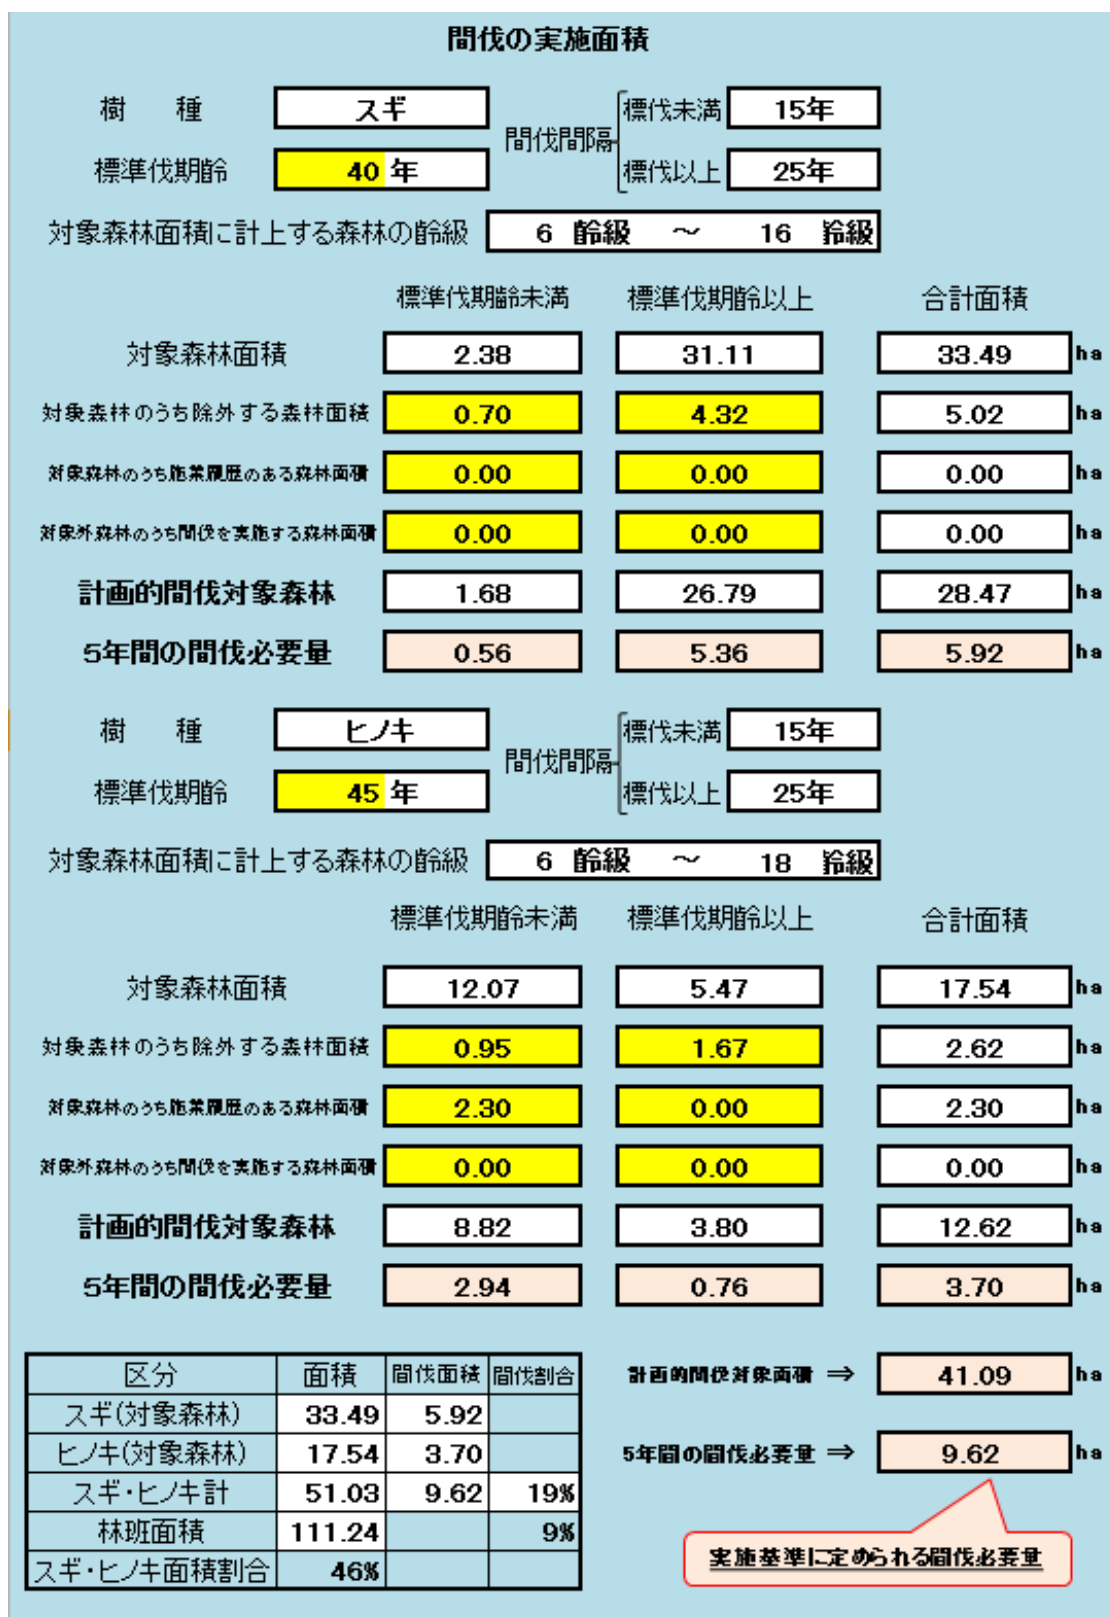 間伐の実施面積
樹 種 スギ 間伐間隔 標伐未満 15年
標準伐期齢 40 年 標伐以上 25年
対象森林面積に計上する森林の齢級 6 齢級 ～ 16 齢級
標準伐期齢未満 標準伐期齢以上 合計面積
対象森林面積 2.38 31.11 33.49 ha
対象森林のうち除外する森林面積 0.70 4.32 5.02 ha
対象森林のうち施業履歴のある森林面積 0.00 0.00 0.00 ha
対象外森林のうち間伐を実施する森林面積 0.00 0.00 0.00 ha
計画的間伐対象森林 1.68 26.79 28.47 ha
5年間の間伐必要量 0.56 5.36 5.92 ha
樹 種 ヒノキ 間伐間隔 標伐未満 15年
標準伐期齢 45 年 標伐以上 25年
対象森林面積に計上する森林の齢級 6 齢級 ～ 18 齢級
標準伐期齢未満 標準伐期齢以上 合計面積
対象森林面積 12.07 5.47 17.54 ha
対象森林のうち除外する森林面積 0.95 1.67 2.62 ha
対象森林のうち施業履歴のある森林面積 2.30 0.00 2.30 ha
対象外森林のうち間伐を実施する森林面積 0.00 0.00 0.00 ha
計画的間伐対象森林 8.82 3.80 12.62 ha
5年間の間伐必要量 2.94 0.76 3.70 ha
区分 面積 間伐面積 間伐割合
スギ(対象森林) 33.49 5.92
ヒノキ(対象森林) 17.54 3.70
スギ・ヒノキ計 51.03 9.62 19%
林班面積 111.24 9%
スギ・ヒノキ面積割合 46%
計画的間伐対象面積 ⇒ 41.09 ha
5年間の間伐必要量 ⇒ 9.62 ha
実施基準に定められる間伐必要量